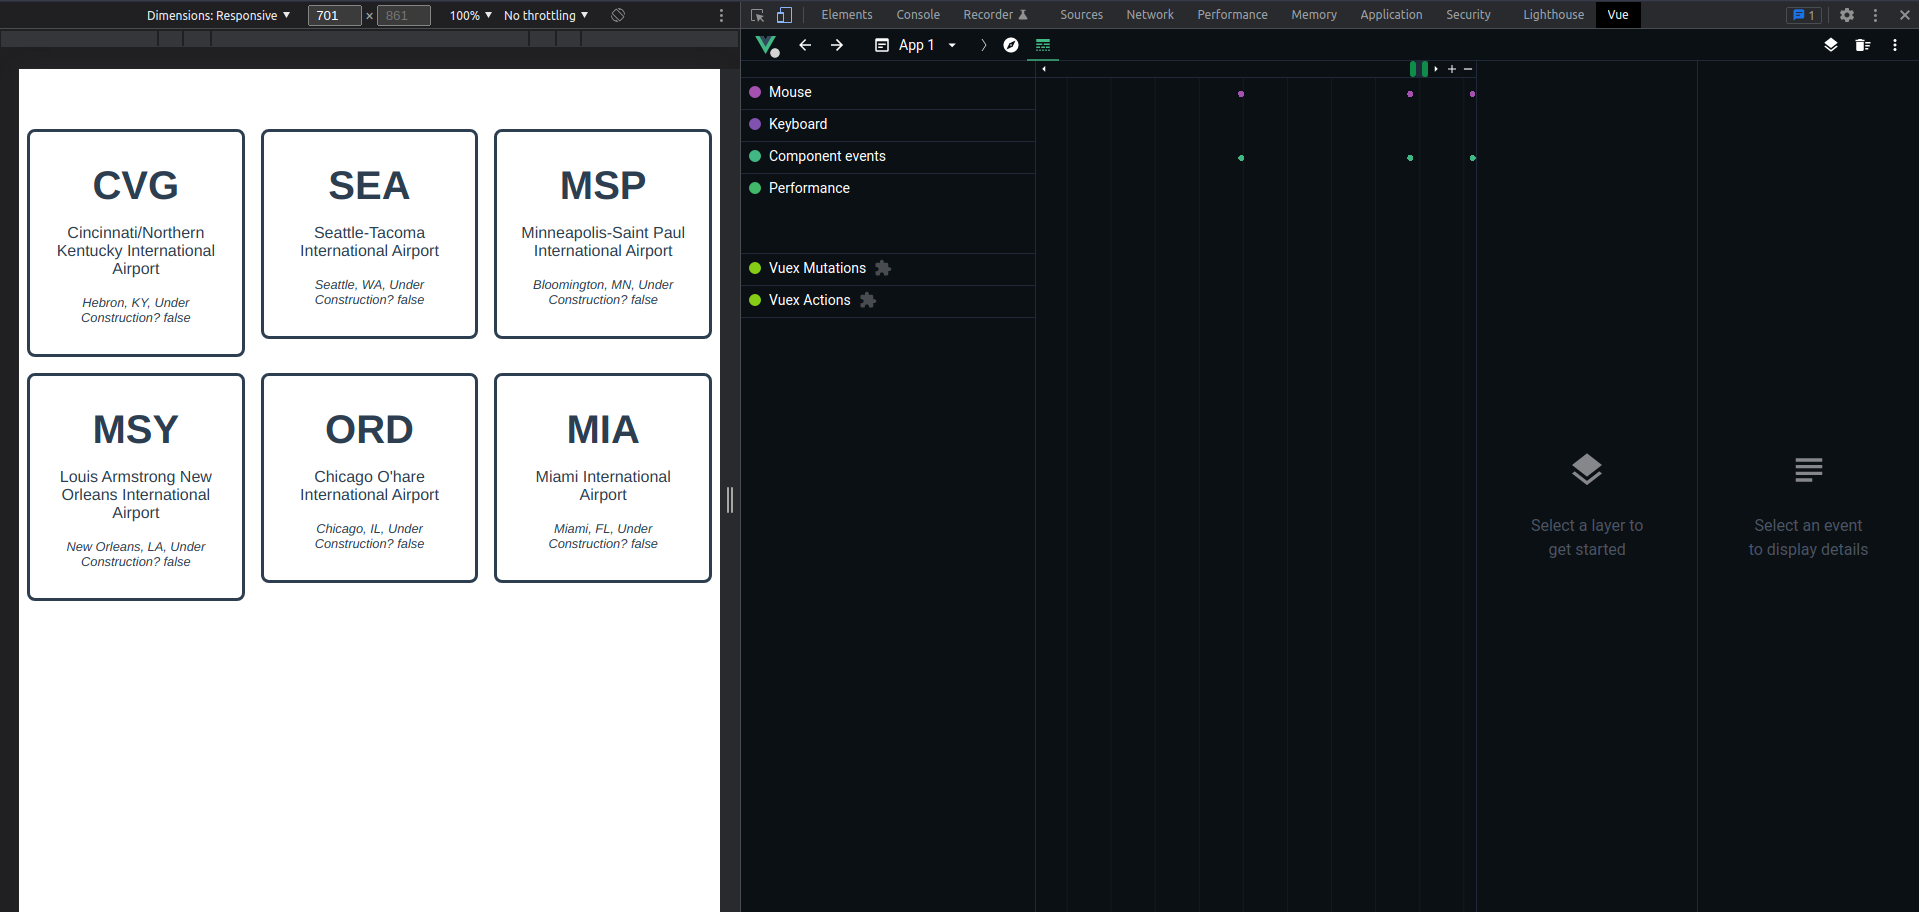 Dimensions: Responsive ▼ 701 × 861 100% ▼ No throttling ▼
Elements Console Recorder Sources Network Performance Memory Application Security Lighthouse Vue 1
App 1
CVG
Cincinnati/Northern
Kentucky International
Airport
Hebron, KY, Under
Construction? false
SEA
Seattle-Tacoma
International Airport
Seattle, WA, Under
Construction? false
MSP
Minneapolis-Saint Paul
International Airport
Bloomington, MN, Under
Construction? false
MSY
Louis Armstrong New
Orleans International
Airport
New Orleans, LA, Under
Construction? false
ORD
Chicago O'hare
International Airport
Chicago, IL, Under
Construction? false
MIA
Miami International
Airport
Miami, FL, Under
Construction? false
Mouse
Keyboard
Component events
Performance
Vuex Mutations
Vuex Actions
Select a layer to
get started
Select an event
to display details